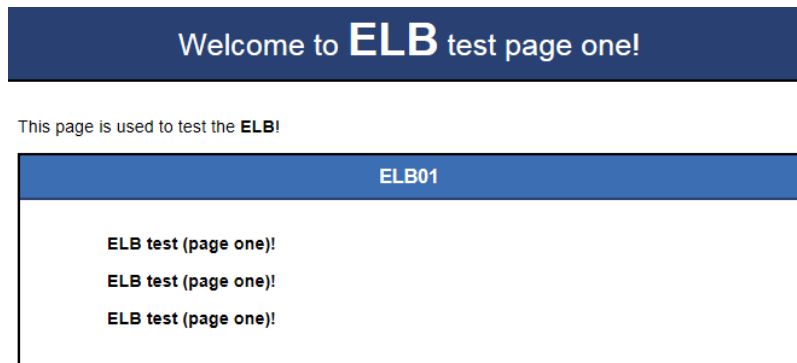 Welcome to ELB test page one!
This page is used to test the ELB!
ELB01
ELB test (page one)!
ELB test (page one)!
ELB test (page one)!